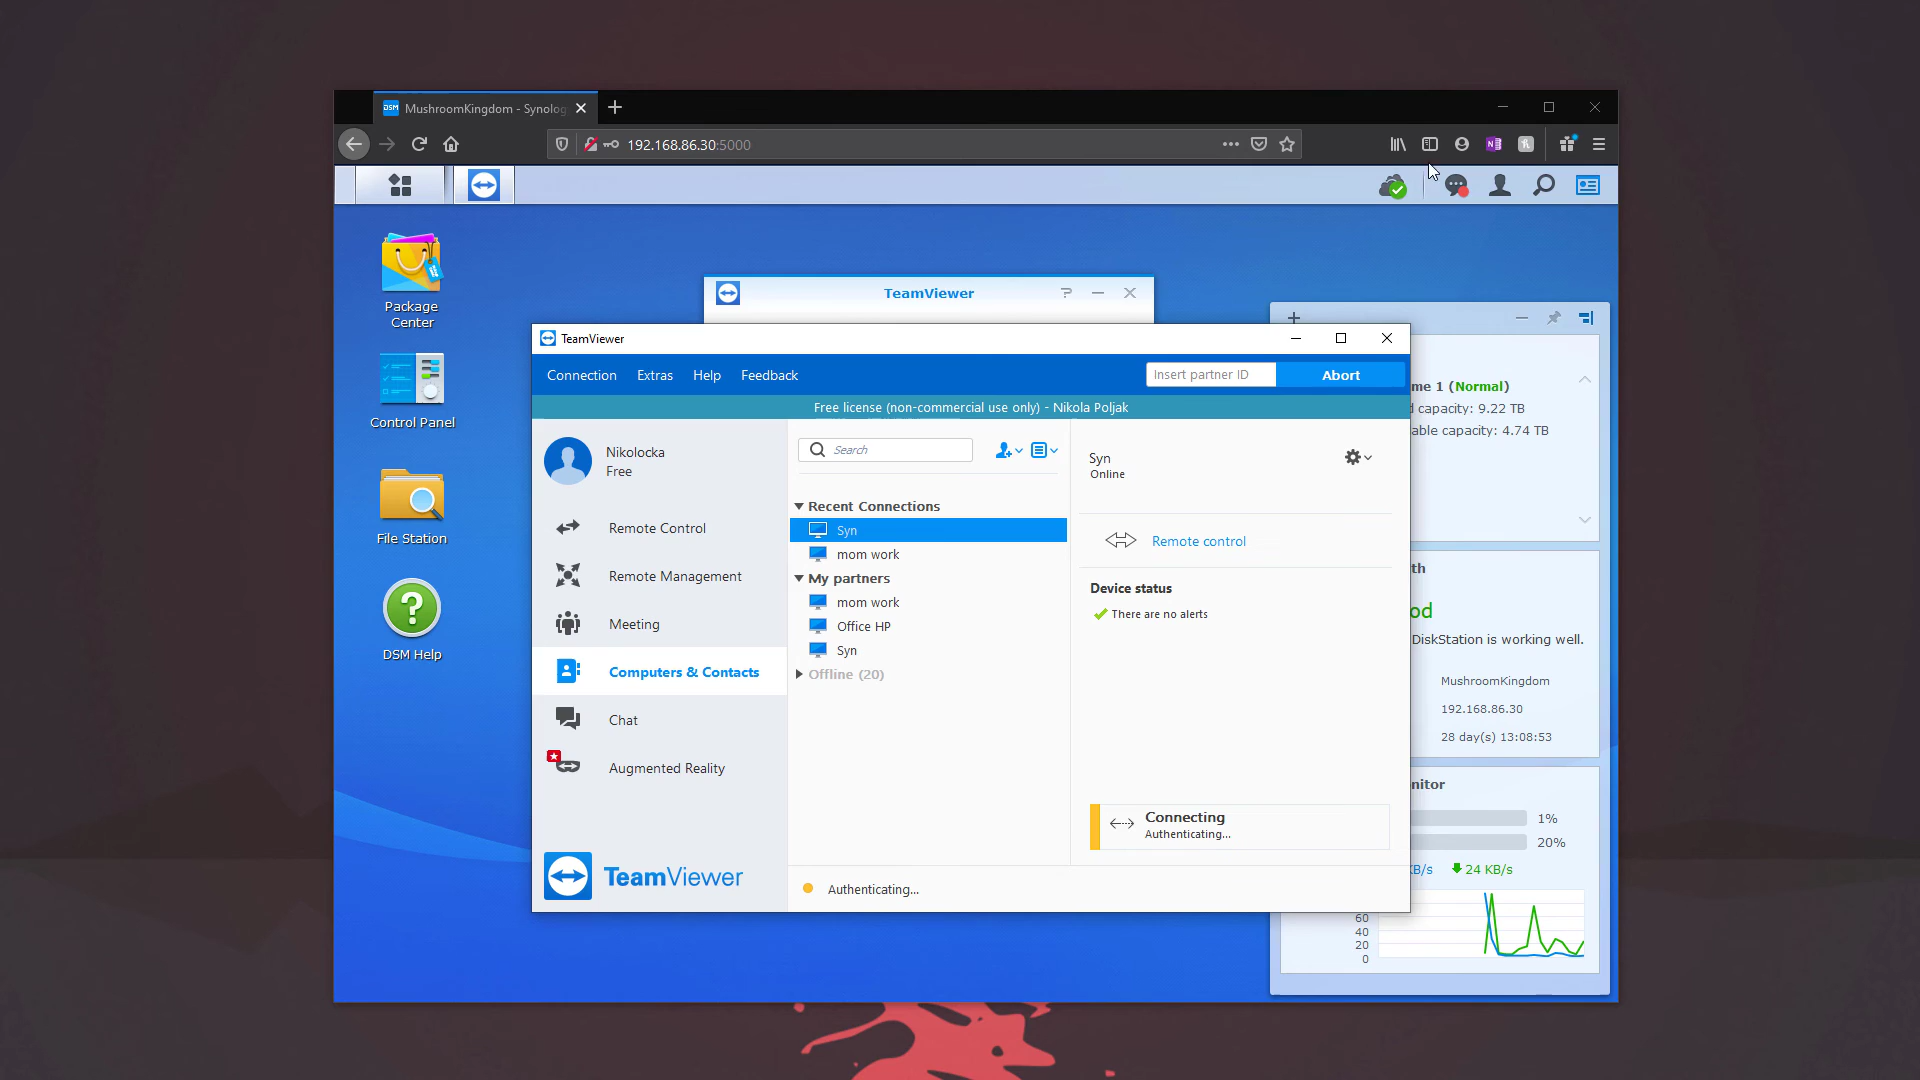 DSM MushroomKingdom - Synolog
192.168.86.30:5000
Package
Center
Control Panel
File Station
DSM Help
TeamViewer
TeamViewer
Connection Extras Help Feedback
Insert partner ID
Abort
Free license (non-commercial use only) - Nikola Poljak
Nikolocka
Free
Remote Control
Remote Management
Meeting
Computers & Contacts
Chat
Augmented Reality
TeamViewer
Search
Recent Connections
Syn
mom work
My partners
mom work
Office HP
Syn
Offline (20)
Authenticating...
Syn
Online
Remote control
Device status
There are no alerts
Connecting
Authenticating...
me 1 (Normal)
d capacity: 9.22 TB
able capacity: 4.74 TB
th
od
DiskStation is working well.
MushroomKingdom
192.168.86.30
28 day(s) 13:08:53
nitor
1%
20%
KB/s 24 KB/s
60
40
20
0